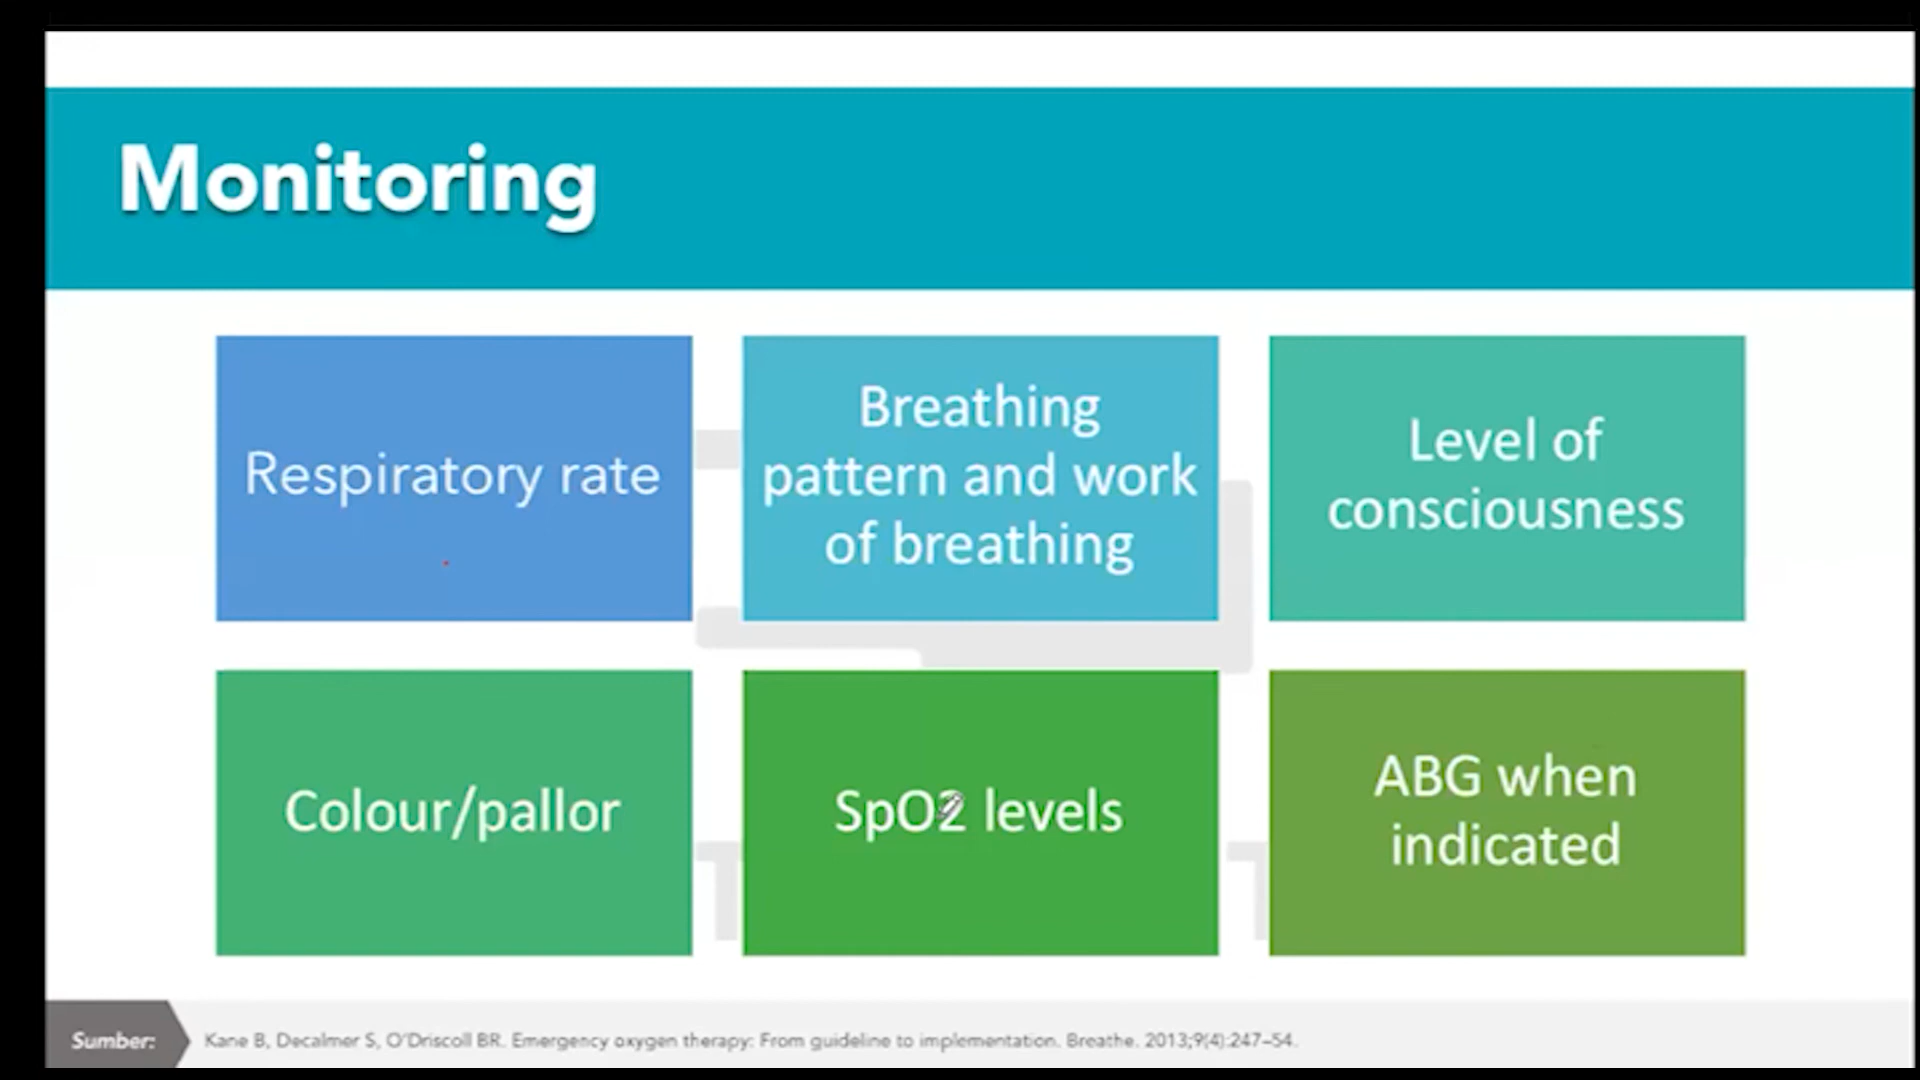 Monitoring
Respiratory rate
Breathing
pattern and work
of breathing
Level of
consciousness
Colour/pallor
SpO2 levels
ABG when
indicated
Sumber:
Kane B, Decalmer S, O'Driscoll BR. Emergency oxygen therapy: From guideline to implementation. Breathe. 2013;9(4):247–54.